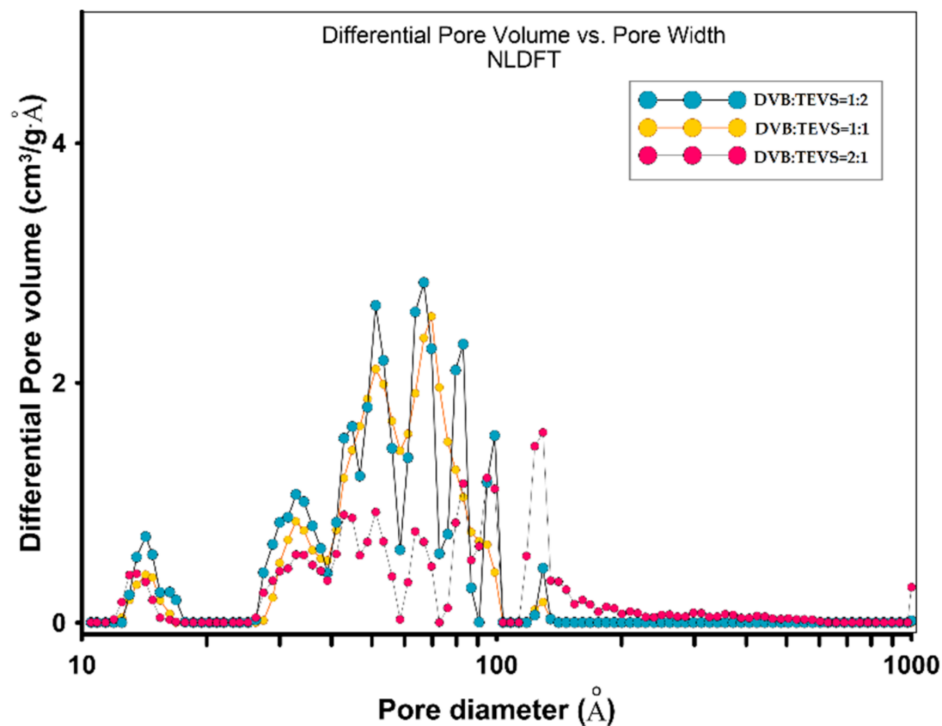 Differential Pore Volume vs. Pore Width
NLDFT
DVB:TEVS=1:2
DVB:TEVS=1:1
DVB:TEVS=2:1
Differential Pore volume (cm³/g·Å)
4
2
0
10
100
1000
Pore diameter (Å)